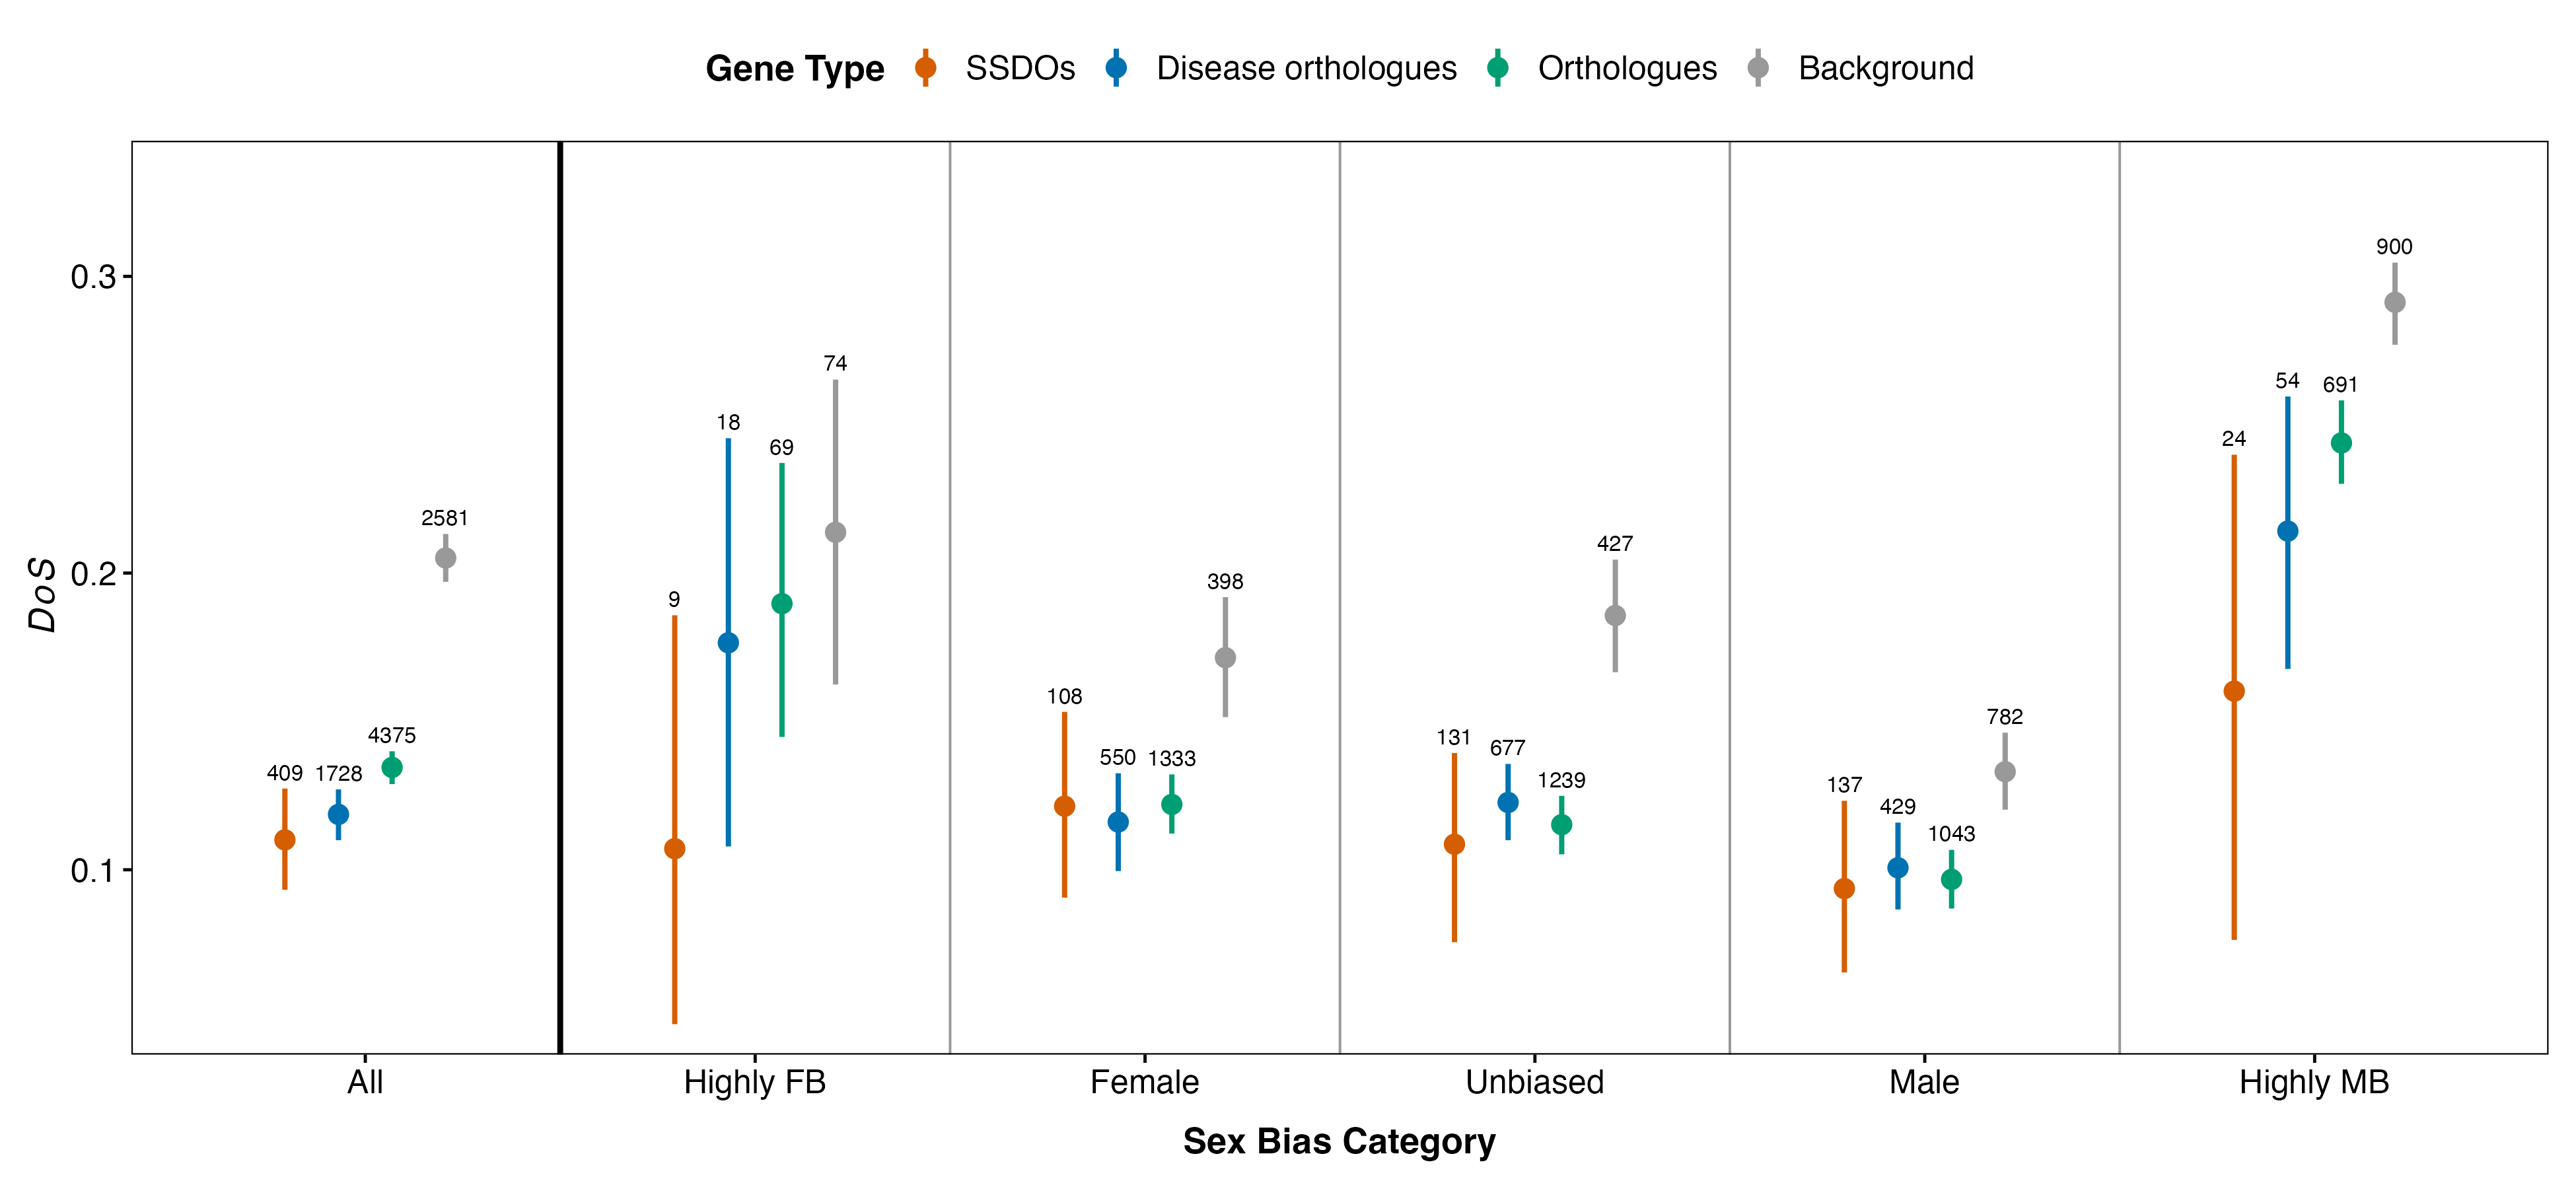 Gene Type SSDOs Disease orthologues Orthologues Background
0.3
0.2
0.1
DoS
409 1728 4375 2581
9 18 69 74
108 550 1333 398
131 677 1239 427
137 429 1043 782
24 54 691 900
All Highly FB Female Unbiased Male Highly MB
Sex Bias Category